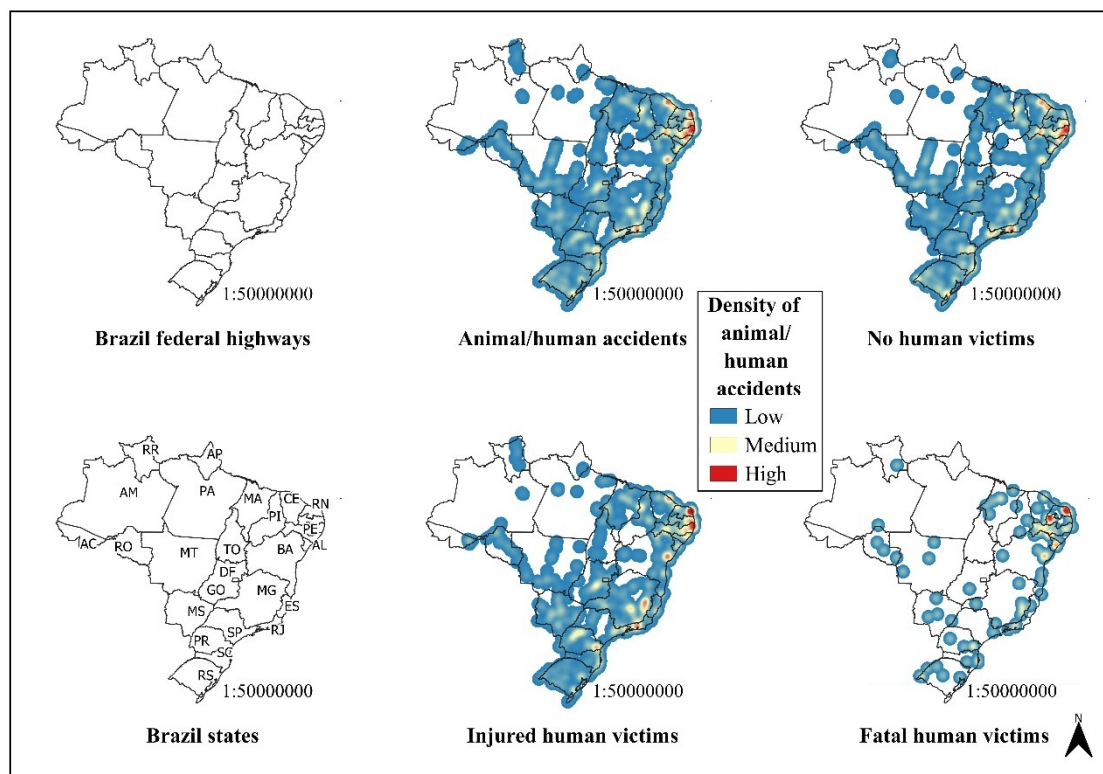 1:50000000
Brazil federal highways
1:50000000
Animal/human accidents
1:50000000
No human victims
Density of
animal/
human
accidents
Low
Medium
High
RR
AP
AM
PA
MA
CE
RN
PI
PE
AC
RO
MT
TO
BA
AL
DF
GO
MG
ES
MS
SP
RJ
PR
SC
RS
1:50000000
Brazil states
1:50000000
Injured human victims
1:50000000
Fatal human victims
N